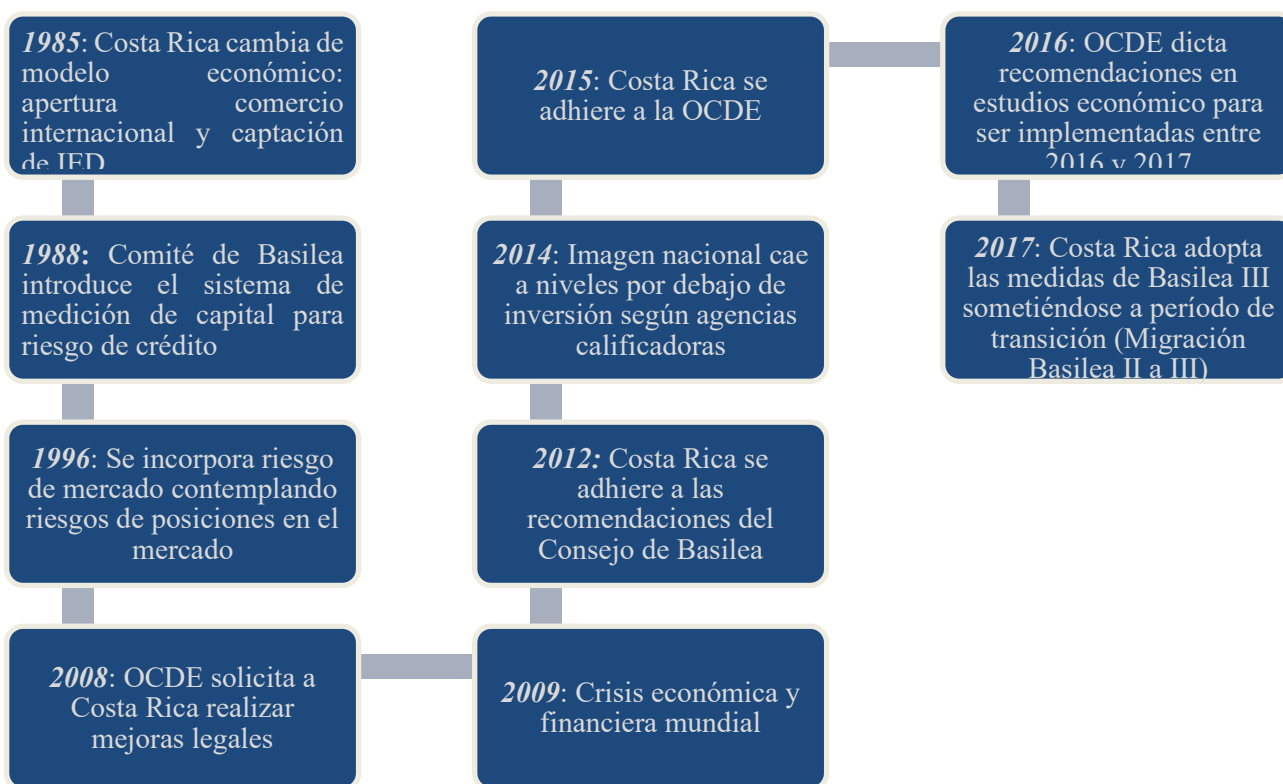 1985: Costa Rica cambia de
modelo económico:
apertura comercio
internacional y captación
de IED
1988: Comité de Basilea
introduce el sistema de
medición de capital para
riesgo de crédito
1996: Se incorpora riesgo
de mercado contemplando
riesgos de posiciones en el
mercado
2008: OCDE solicita a
Costa Rica realizar
mejoras legales
2009: Crisis económica y
financiera mundial
2012: Costa Rica se
adhiere a las
recomendaciones del
Consejo de Basilea
2014: Imagen nacional cae
a niveles por debajo de
inversión según agencias
calificadoras
2015: Costa Rica se
adhiere a la OCDE
2016: OCDE dicta
recomendaciones en
estudios económico para
ser implementadas entre
2016 y 2017
2017: Costa Rica adopta
las medidas de Basilea III
sometiéndose a período de
transición (Migración
Basilea II a III)